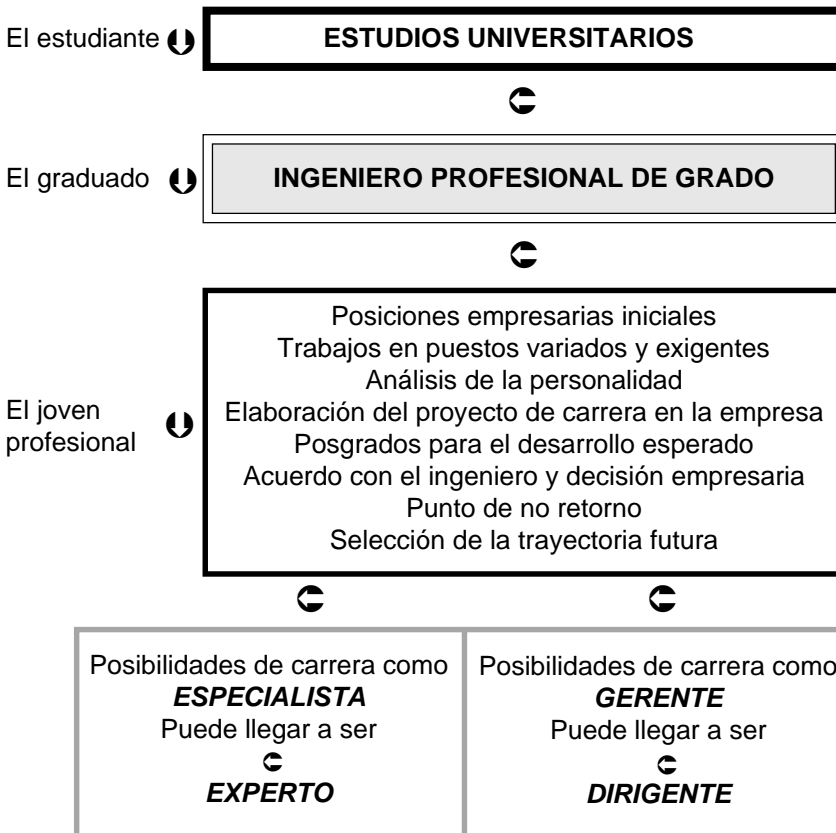 El estudiante
ESTUDIOS UNIVERSITARIOS
El graduado
INGENIERO PROFESIONAL DE GRADO
El joven
profesional
Posiciones empresarias iniciales
Trabajos en puestos variados y exigentes
Análisis de la personalidad
Elaboración del proyecto de carrera en la empresa
Posgrados para el desarrollo esperado
Acuerdo con el ingeniero y decisión empresaria
Punto de no retorno
Selección de la trayectoria futura
Posibilidades de carrera como
ESPECIALISTA
Puede llegar a ser
EXPERTO
Posibilidades de carrera como
GERENTE
Puede llegar a ser
DIRIGENTE